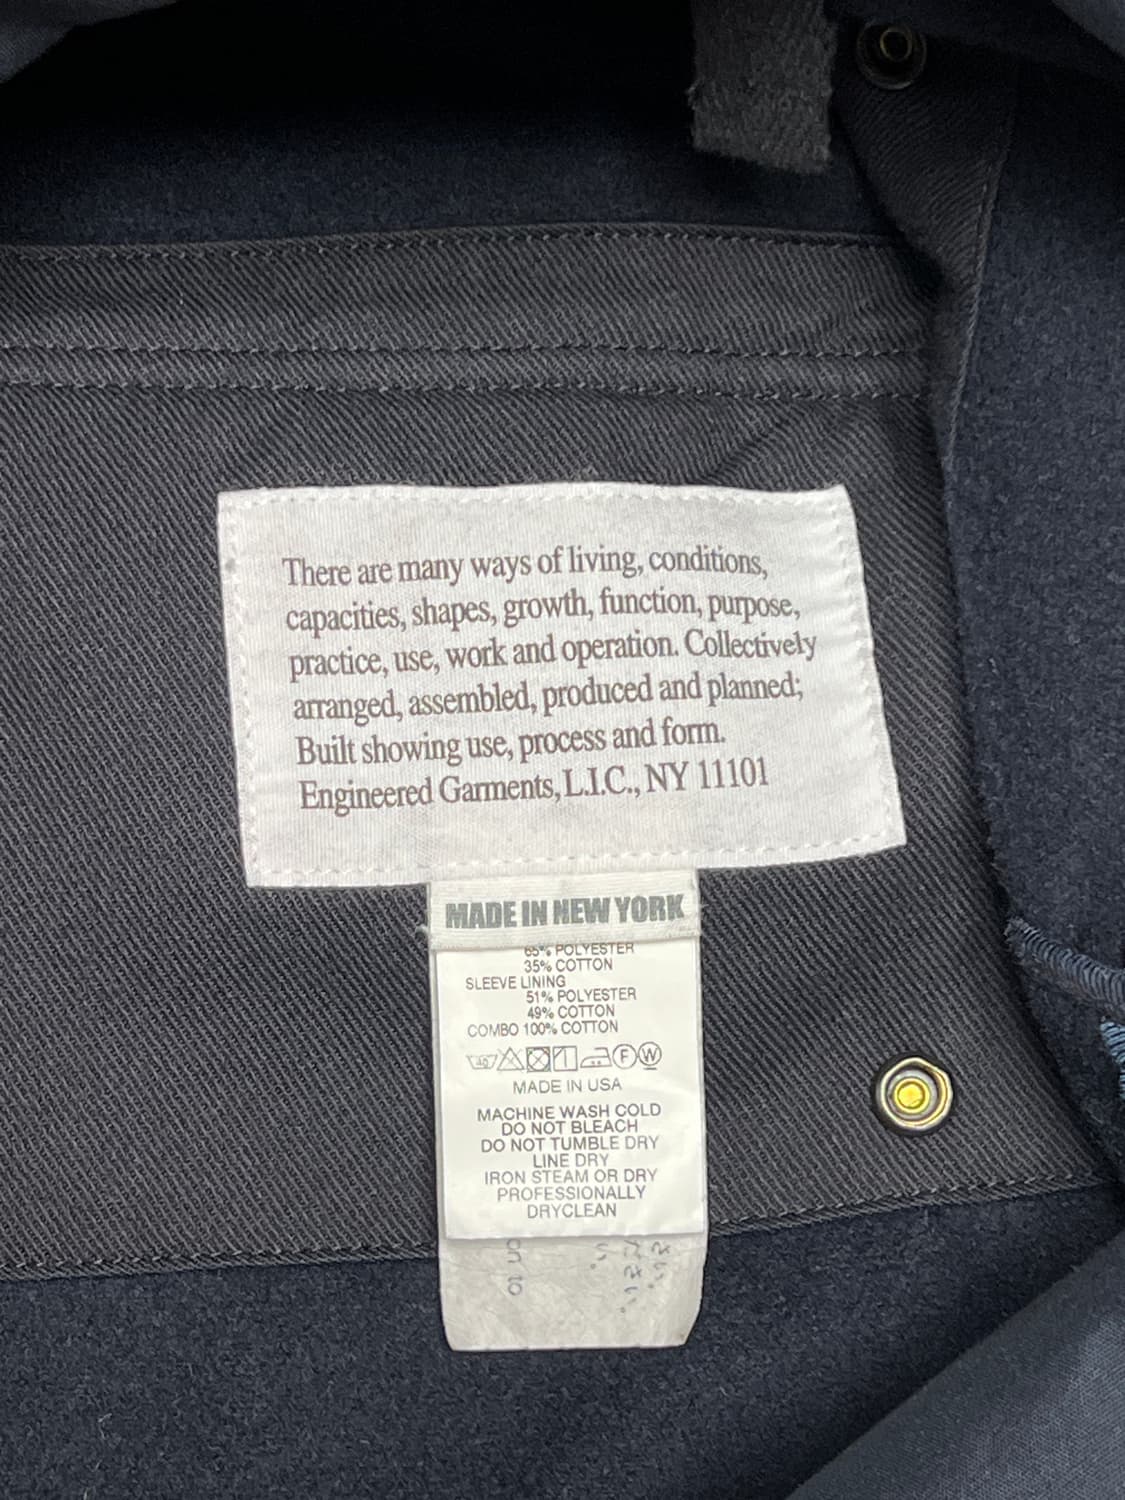 There are many ways of living, conditions,
capacities, shapes, growth, function, purpose,
practice, use, work and operation. Collectively
arranged, assembled, produced and planned;
Built showing use, process and form.
Engineered Garments, L.I.C., NY 11101
MADE IN NEW YORK
65% POLYESTER
35% COTTON
SLEEVE LINING
51% POLYESTER
49% COTTON
COMBO 100% COTTON
40 F W
MADE IN USA
MACHINE WASH COLD
DO NOT BLEACH
DO NOT TUMBLE DRY
LINE DRY
IRON STEAM OR DRY
PROFESSIONALLY
DRYCLEAN